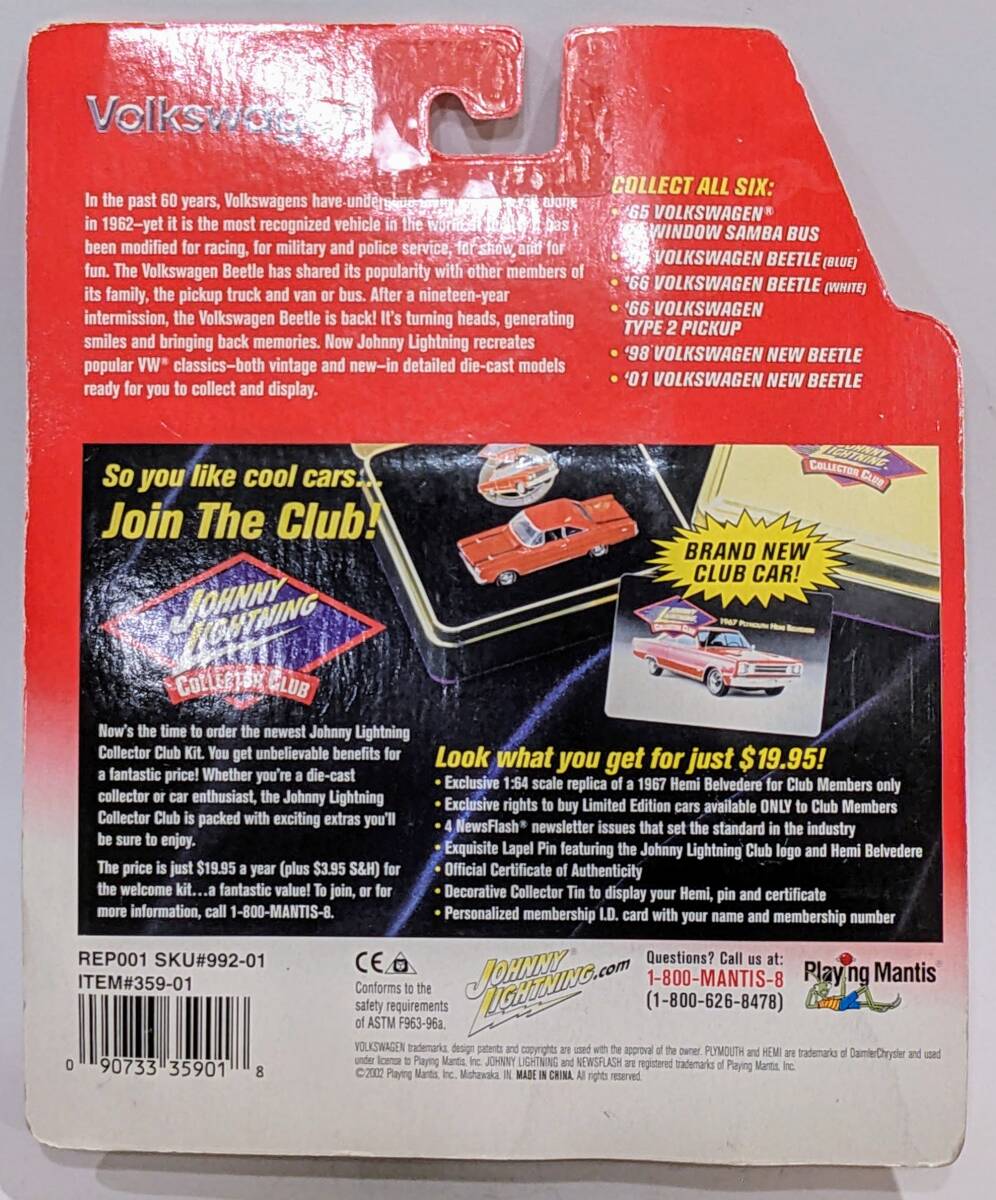 Volkswag
In the past 60 years, Volkswagens have
in 1962–yet it is the most recognized vehicle in the has
been modified for racing, for military and police service, for show and for
fun. The Volkswagen Beetle has shared its popularity with other members of
its family, the pickup truck and van or bus. After a nineteen-year
intermission, the Volkswagen Beetle is back! It's turning heads, generating
smiles and bringing back memories. Now Johnny Lightning recreates
popular VW® classics–both vintage and new–in detailed die-cast models
ready for you to collect and display.
COLLECT ALL SIX:
• '65 VOLKSWAGEN®
WINDOW SAMBA BUS
VOLKSWAGEN BEETLE (BLUE)
• '66 VOLKSWAGEN BEETLE (WHITE)
• '66 VOLKSWAGEN
TYPE 2 PICKUP
• '98 VOLKSWAGEN NEW BEETLE
• '01 VOLKSWAGEN NEW BEETLE
So you like cool cars...
Join The Club!
JOHNNY
LIGHTNING
COLLECTOR CLUB
JOHNNY
LIGHTNING
COLLECTOR CLUB
BRAND NEW
CLUB CAR!
1967 PLYMOUTH HEMI BELVEDERE
Now's the time to order the newest Johnny Lightning
Collector Club Kit. You get unbelievable benefits for
a fantastic price! Whether you're a die-cast
collector or car enthusiast, the Johnny Lightning
Collector Club is packed with exciting extras you'll
be sure to enjoy.
The price is just $19.95 a year (plus $3.95 S&H) for
the welcome kit...a fantastic value! To join, or for
more information, call 1-800-MANTIS-8.
Look what you get for just $19.95!
• Exclusive 1:64 scale replica of a 1967 Hemi Belvedere for Club Members only
• Exclusive rights to buy Limited Edition cars available ONLY to Club Members
• 4 NewsFlash® newsletter issues that set the standard in the industry
• Exquisite Lapel Pin featuring the Johnny Lightning Club logo and Hemi Belvedere
• Official Certificate of Authenticity
• Decorative Collector Tin to display your Hemi, pin and certificate
• Personalized membership I.D. card with your name and membership number
REP001 SKU#992-01
ITEM#359-01
0 90733 35901 8
CE
Conforms to the
safety requirements
of ASTM F963-96a.
JOHNNY
LIGHTNING.com
Questions? Call us at:
1-800-MANTIS-8
(1-800-626-8478)
Playing Mantis®
VOLKSWAGEN trademarks, design patents and copyrights are used with the approval of the owner. PLYMOUTH and HEMI are trademarks of DaimlerChrysler and used
under license to Playing Mantis, Inc. JOHNNY LIGHTNING and NEWSFLASH are registered trademarks of Playing Mantis, Inc.
©2002 Playing Mantis, Inc., Mishawaka, IN. MADE IN CHINA. All rights reserved.